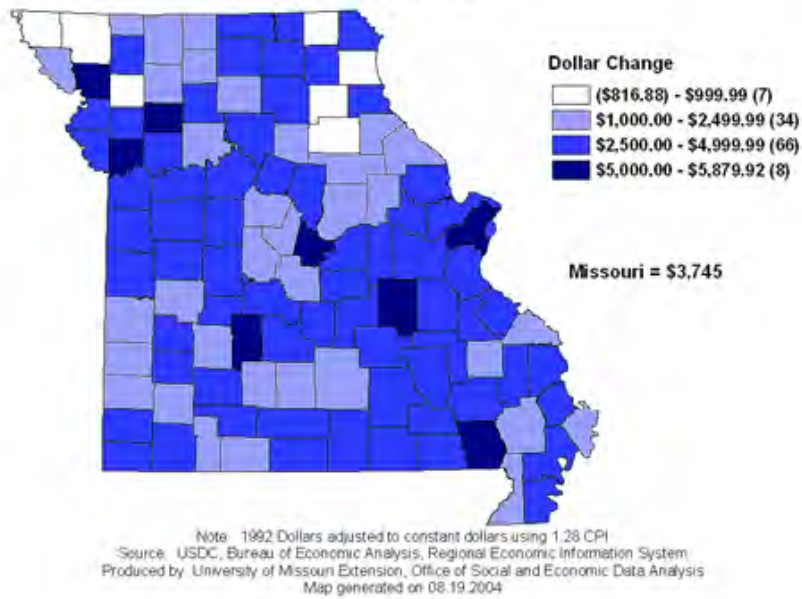 Dollar Change
($816.88) - $999.99 (7)
$1,000.00 - $2,499.99 (34)
$2,500.00 - $4,999.99 (66)
$5,000.00 - $5,879.92 (8)
Missouri = $3,745
Note 1992 Dollars adjusted to constant dollars using 1.28 CPI
Source: USDC, Bureau of Economic Analysis, Regional Economic Information System
Produced by: University of Missouri Extension, Office of Social and Economic Data Analysis
Map generated on 08.19.2004